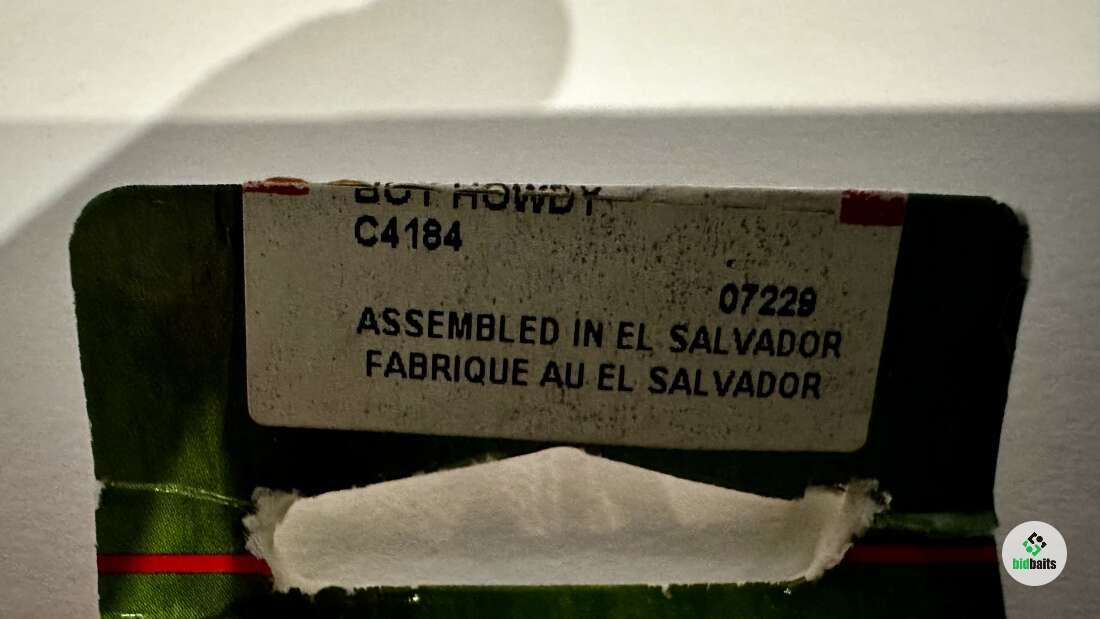 HOWDY
C4184
07229
ASSEMBLED IN EL SALVADOR
FABRIQUE AU EL SALVADOR
bidbaits